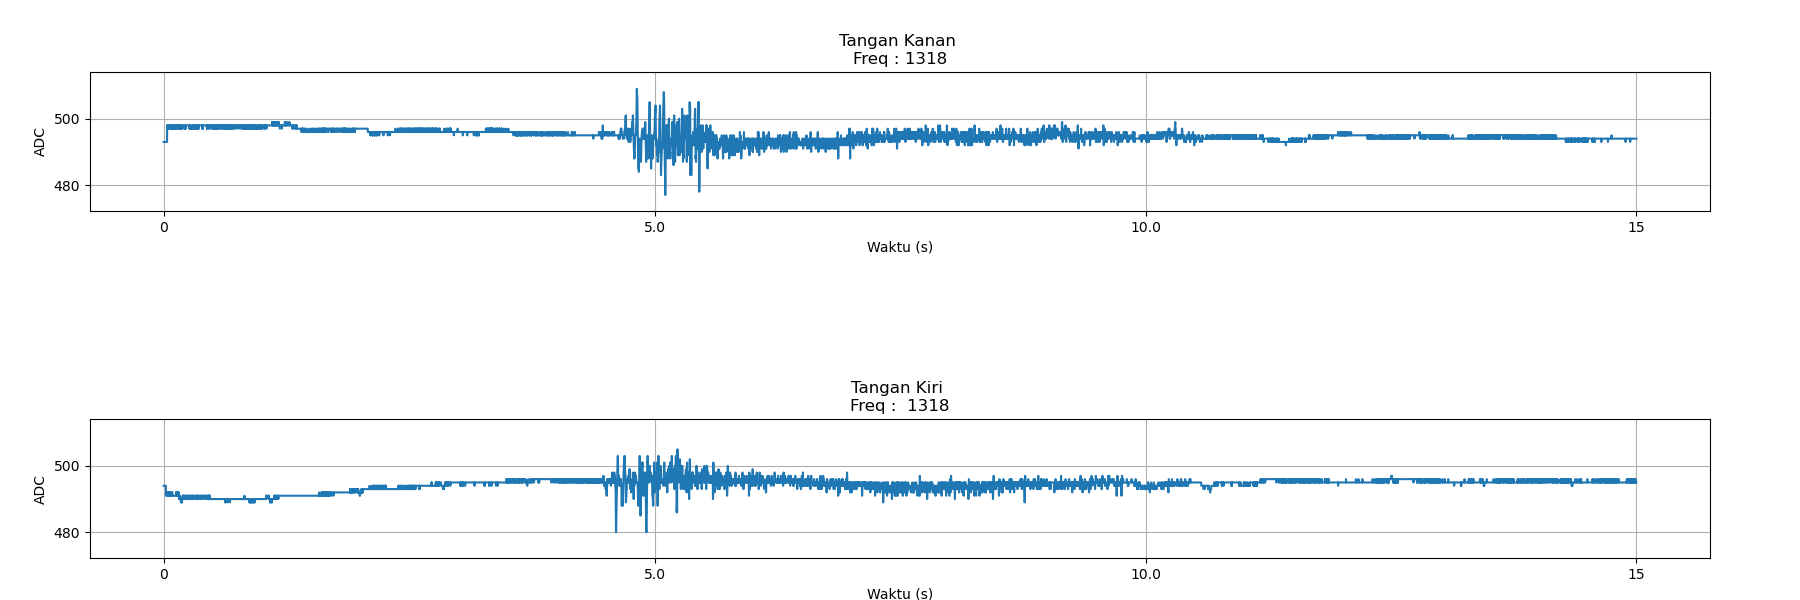 Tangan Kanan
Freq : 1318
ADC
500
480
0
5.0
10.0
15
Waktu (s)
Tangan Kiri
Freq :  1318
ADC
500
480
0
5.0
10.0
15
Waktu (s)